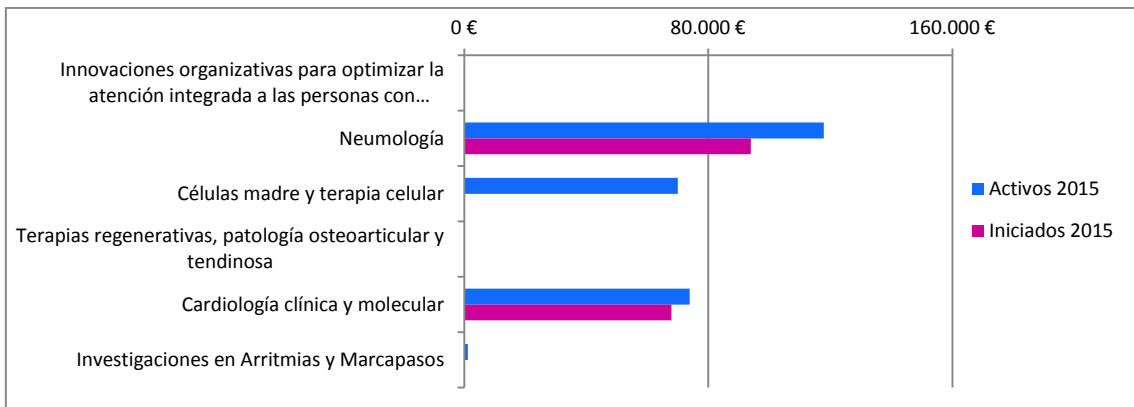 0 € 80.000 € 160.000 €
Innovaciones organizativas para optimizar la
atención integrada a las personas con…
Neumología
Células madre y terapia celular
Terapias regenerativas, patología osteoarticular y
tendinosa
Cardiología clínica y molecular
Investigaciones en Arritmias y Marcapasos
Activos 2015
Iniciados 2015